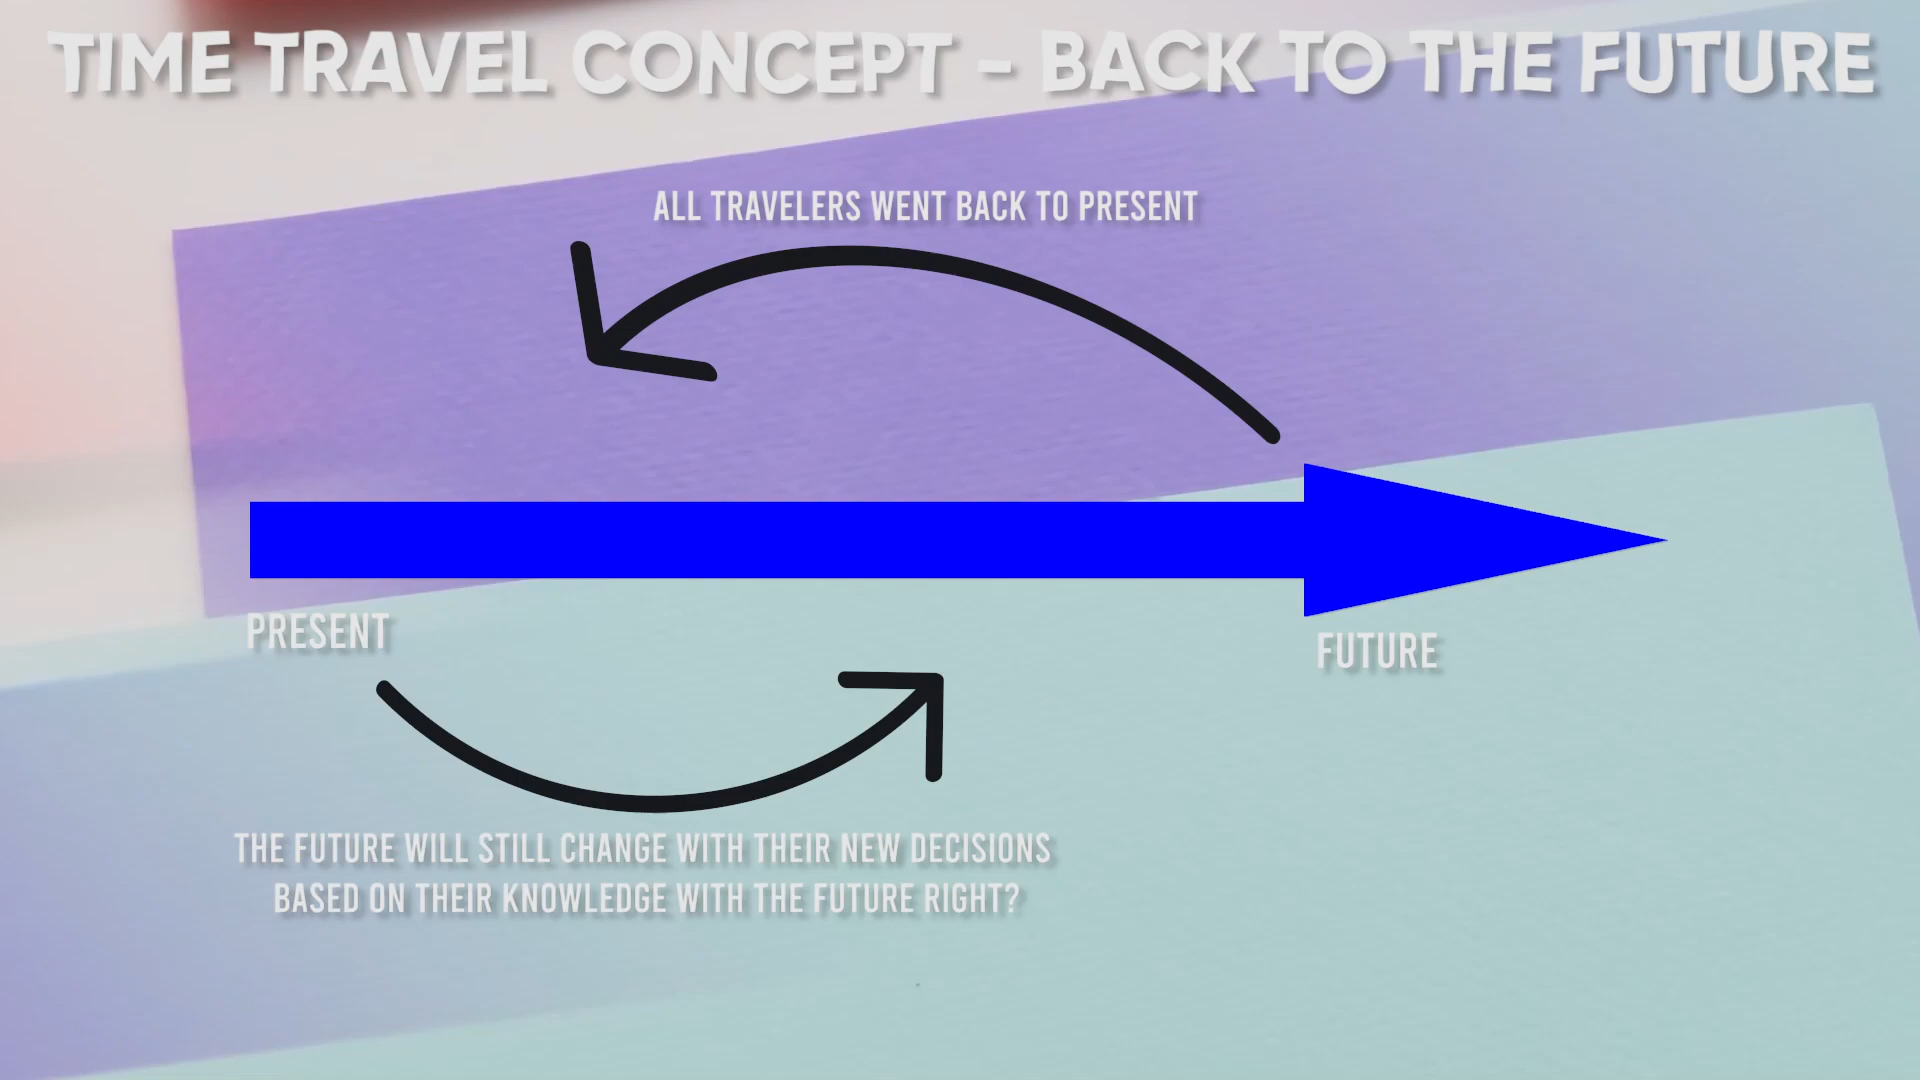 TIME TRAVEL CONCEPT - BACK TO THE FUTURE
ALL TRAVELERS WENT BACK TO PRESENT
PRESENT
FUTURE
THE FUTURE WILL STILL CHANGE WITH THEIR NEW DECISIONS
BASED ON THEIR KNOWLEDGE WITH THE FUTURE RIGHT?